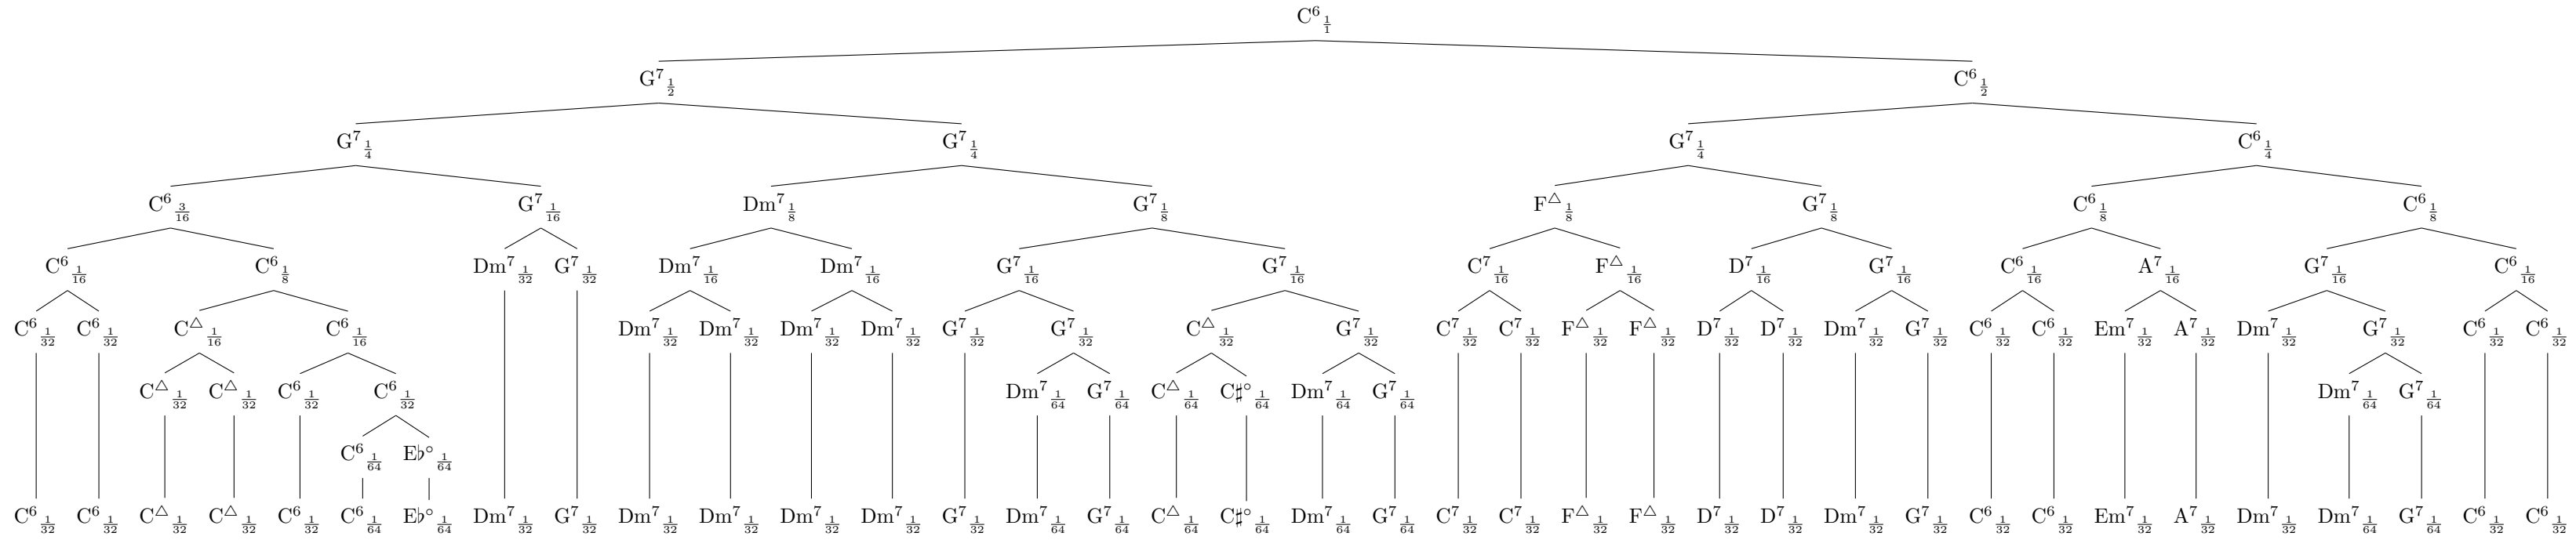 C⁶ 1/1
G⁷ 1/2 C⁶ 1/2
G⁷ 1/4 G⁷ 1/4 G⁷ 1/4 C⁶ 1/4
C⁶ 3/16 G⁷ 1/16 Dm⁷ 1/8 G⁷ 1/8 F△ 1/8 G⁷ 1/8 C⁶ 1/8 C⁶ 1/8
C⁶ 1/16 C⁶ 1/8 Dm⁷ 1/32 G⁷ 1/32 Dm⁷ 1/16 Dm⁷ 1/16 G⁷ 1/16 G⁷ 1/16 C⁷ 1/16 F△ 1/16 D⁷ 1/16 G⁷ 1/16 C⁶ 1/16 A⁷ 1/16 G⁷ 1/16 C⁶ 1/16
C⁶ 1/32 C⁶ 1/32 C△ 1/16 C⁶ 1/16 Dm⁷ 1/32 Dm⁷ 1/32 Dm⁷ 1/32 Dm⁷ 1/32 G⁷ 1/32 G⁷ 1/32 C△ 1/32 G⁷ 1/32 C⁷ 1/32 C⁷ 1/32 F△ 1/32 F△ 1/32 D⁷ 1/32 D⁷ 1/32 Dm⁷ 1/32 G⁷ 1/32 C⁶ 1/32 C⁶ 1/32 Em⁷ 1/32 A⁷ 1/32 Dm⁷ 1/32 G⁷ 1/32 C⁶ 1/32 C⁶ 1/32
C△ 1/32 C△ 1/32 C⁶ 1/32 C⁶ 1/32 Dm⁷ 1/64 G⁷ 1/64 C△ 1/64 C♯° 1/64 Dm⁷ 1/64 G⁷ 1/64 Dm⁷ 1/64 G⁷ 1/64
C⁶ 1/64 E♭° 1/64
C⁶ 1/32 C⁶ 1/32 C△ 1/32 C△ 1/32 C⁶ 1/32 C⁶ 1/64 E♭° 1/64 Dm⁷ 1/32 G⁷ 1/32 Dm⁷ 1/32 Dm⁷ 1/32 Dm⁷ 1/32 Dm⁷ 1/32 G⁷ 1/32 Dm⁷ 1/64 G⁷ 1/64 C△ 1/64 C♯° 1/64 Dm⁷ 1/64 G⁷ 1/64 C⁷ 1/32 C⁷ 1/32 F△ 1/32 F△ 1/32 D⁷ 1/32 D⁷ 1/32 Dm⁷ 1/32 G⁷ 1/32 C⁶ 1/32 C⁶ 1/32 Em⁷ 1/32 A⁷ 1/32 Dm⁷ 1/32 Dm⁷ 1/64 G⁷ 1/64 C⁶ 1/32 C⁶ 1/32